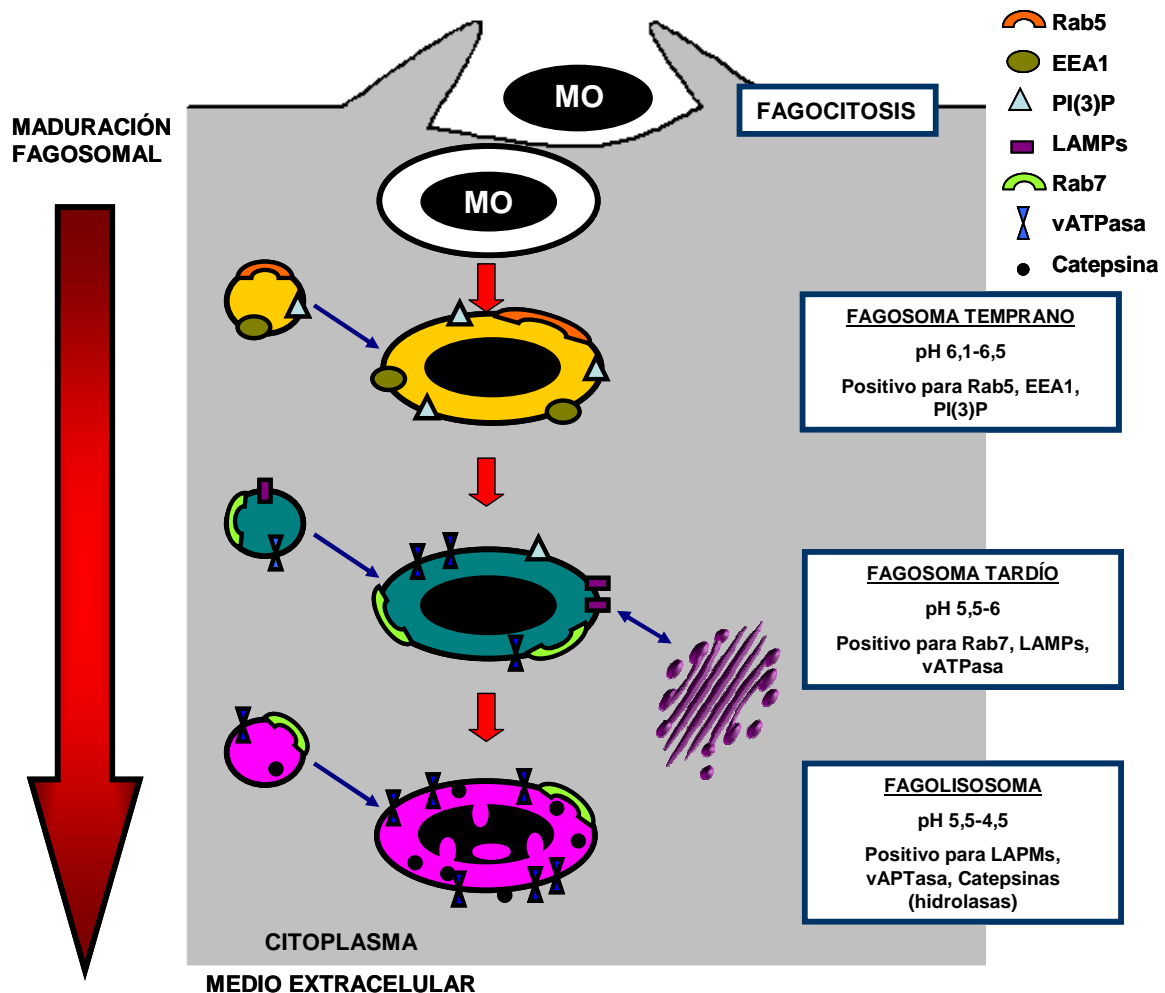 Rab5
EEA1
PI(3)P
LAMPs
Rab7
vATPasa
Catepsina
MO
FAGOCITOSIS
MADURACIÓN
FAGOSOMAL
MO
FAGOSOMA TEMPRANO
pH 6,1-6,5
Positivo para Rab5, EEA1,
PI(3)P
FAGOSOMA TARDÍO
pH 5,5-6
Positivo para Rab7, LAMPs,
vATPasa
FAGOLISOSOMA
pH 5,5-4,5
Positivo para LAPMs,
vAPTasa, Catepsinas
(hidrolasas)
CITOPLASMA
MEDIO EXTRACELULAR